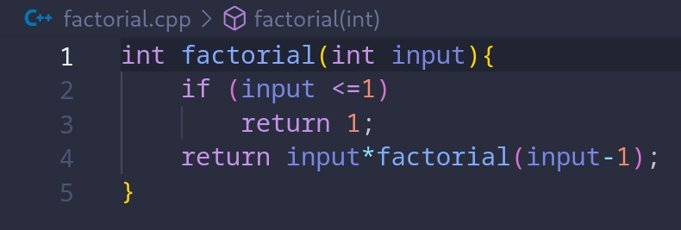 C++ factorial.cpp > factorial(int)
1 int factorial(int input){
2     if (input <=1)
3         return 1;
4     return input*factorial(input-1);
5 }